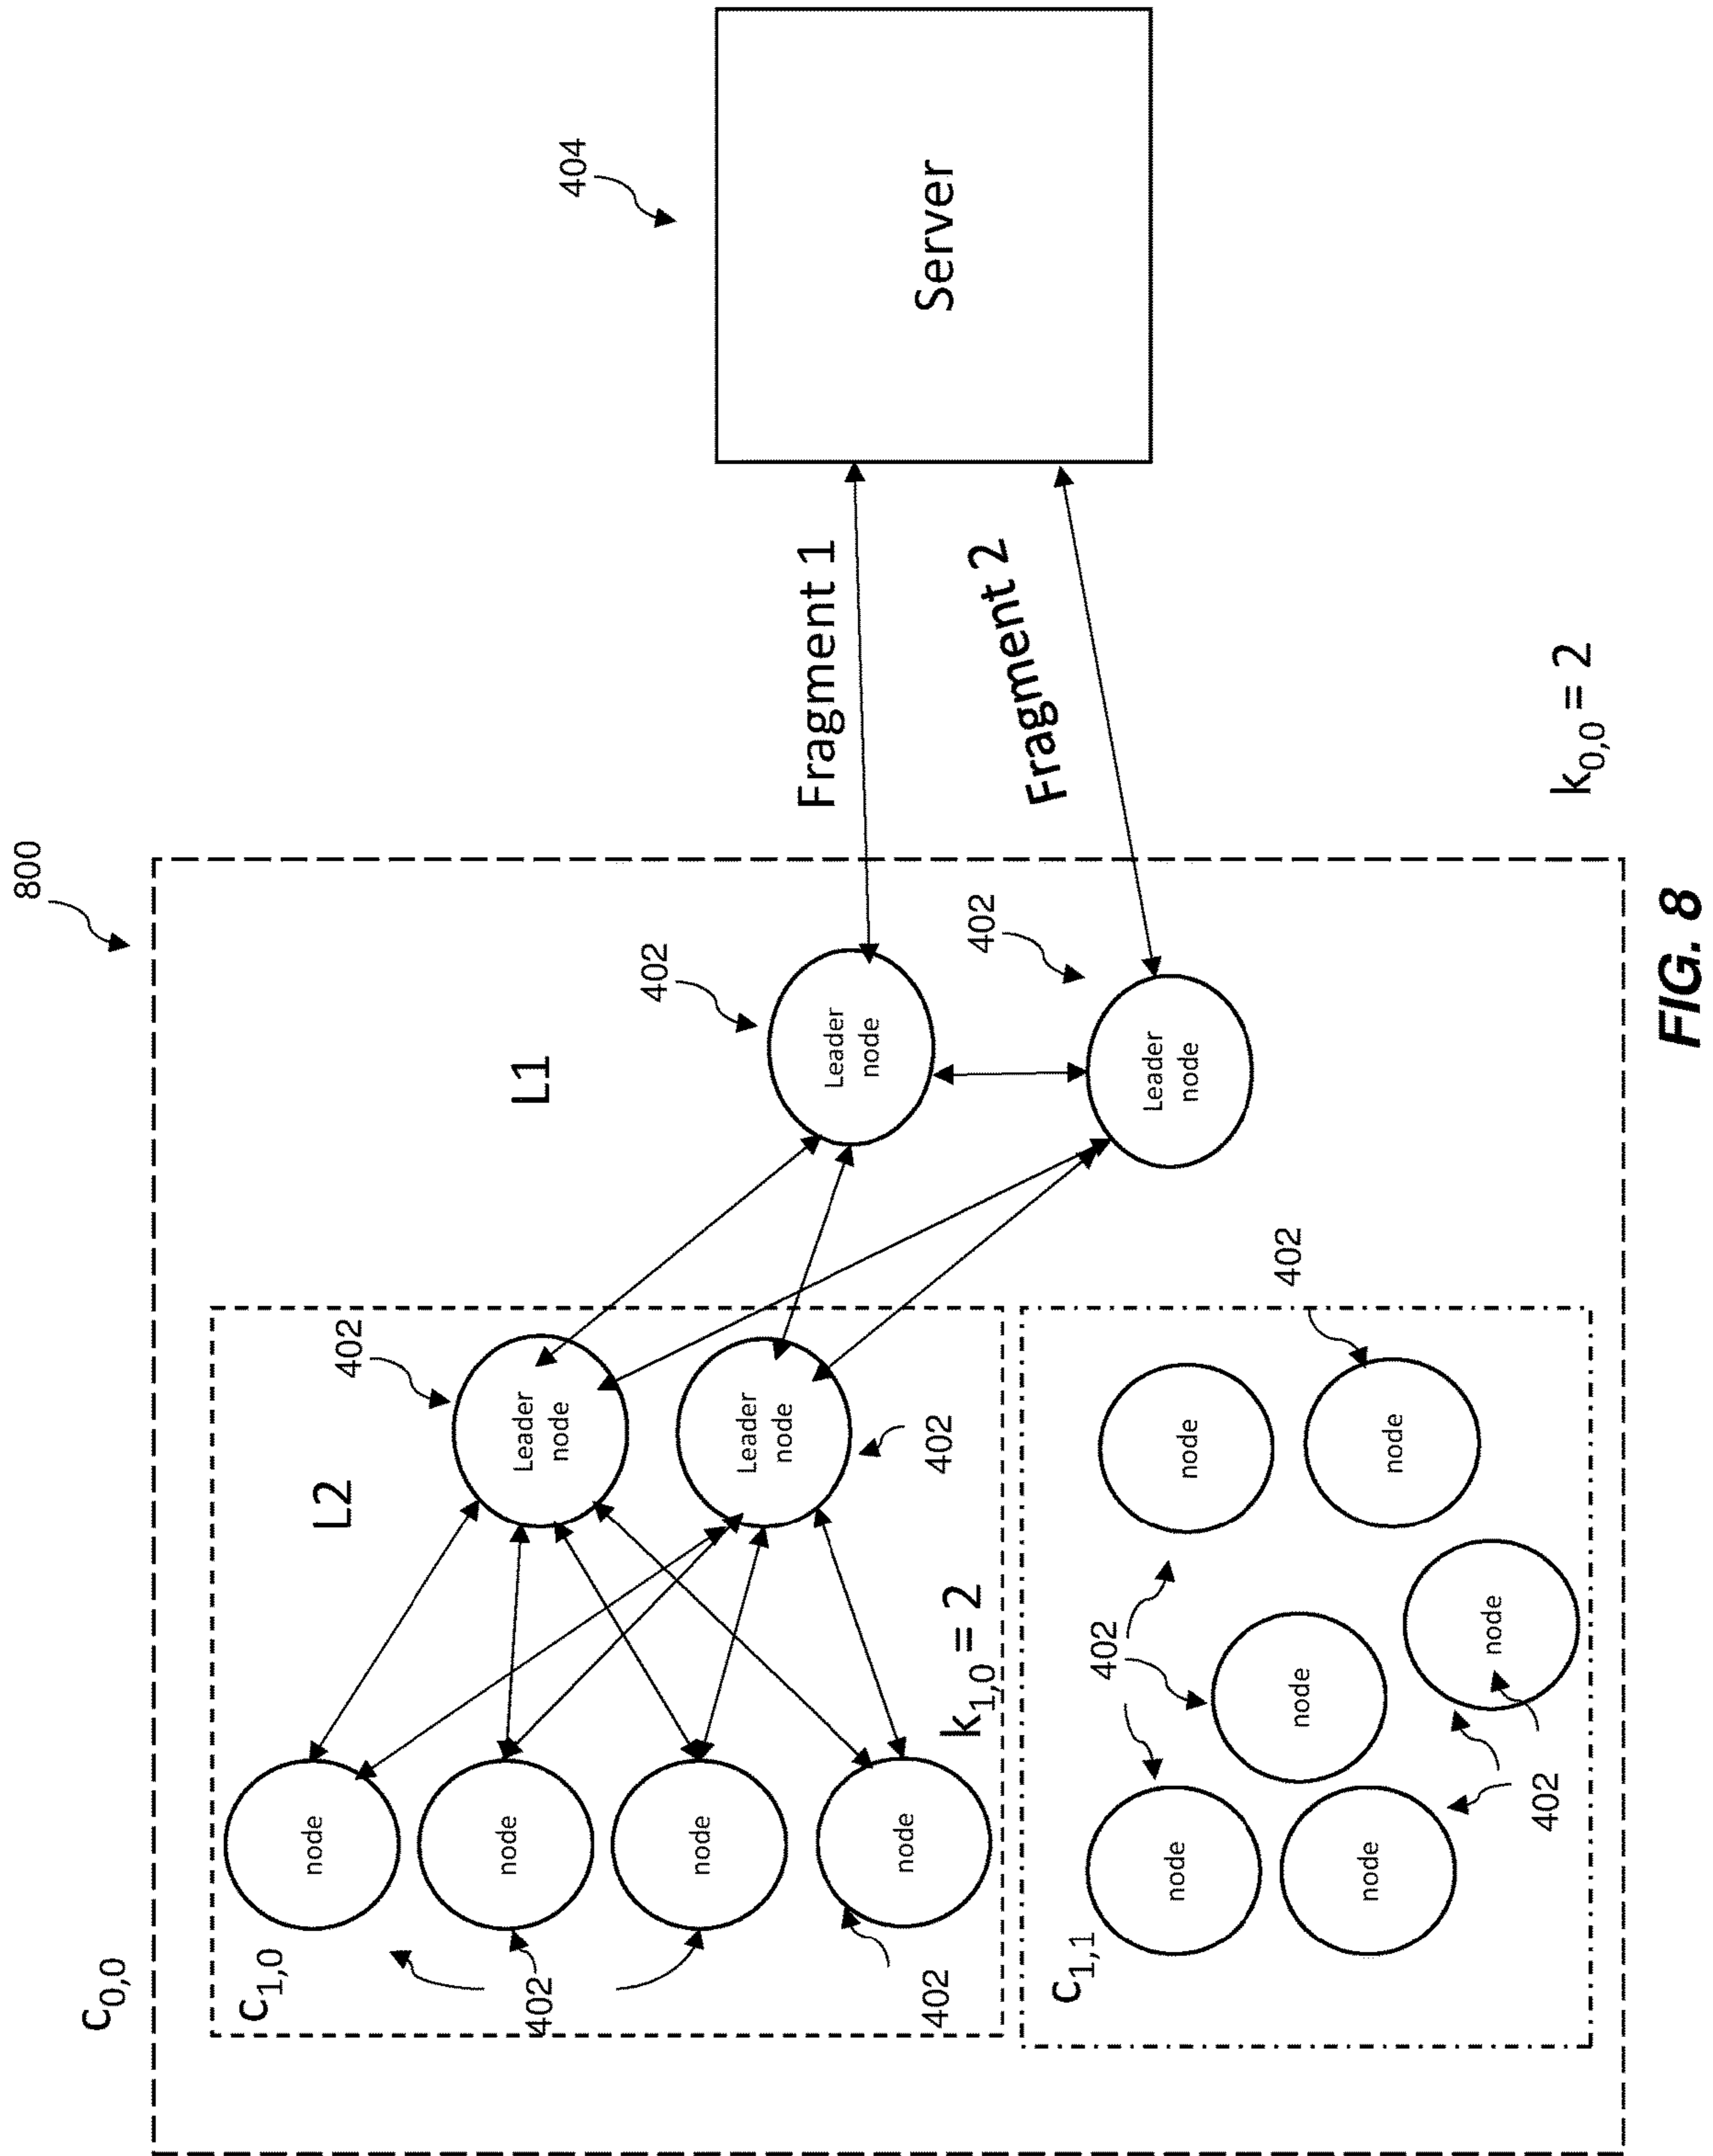 800
C0,0
404
Server
Fragment 1
Fragment 2
k0,0 = 2
L1
402
Leader
node
402
Leader
node
L2
402
Leader
node
Leader
node
402
C1,0
node
node
node
node
402
402
k1,0 = 2
C1,1
402
402
402
node
node
node
node
node
node
FIG. 8